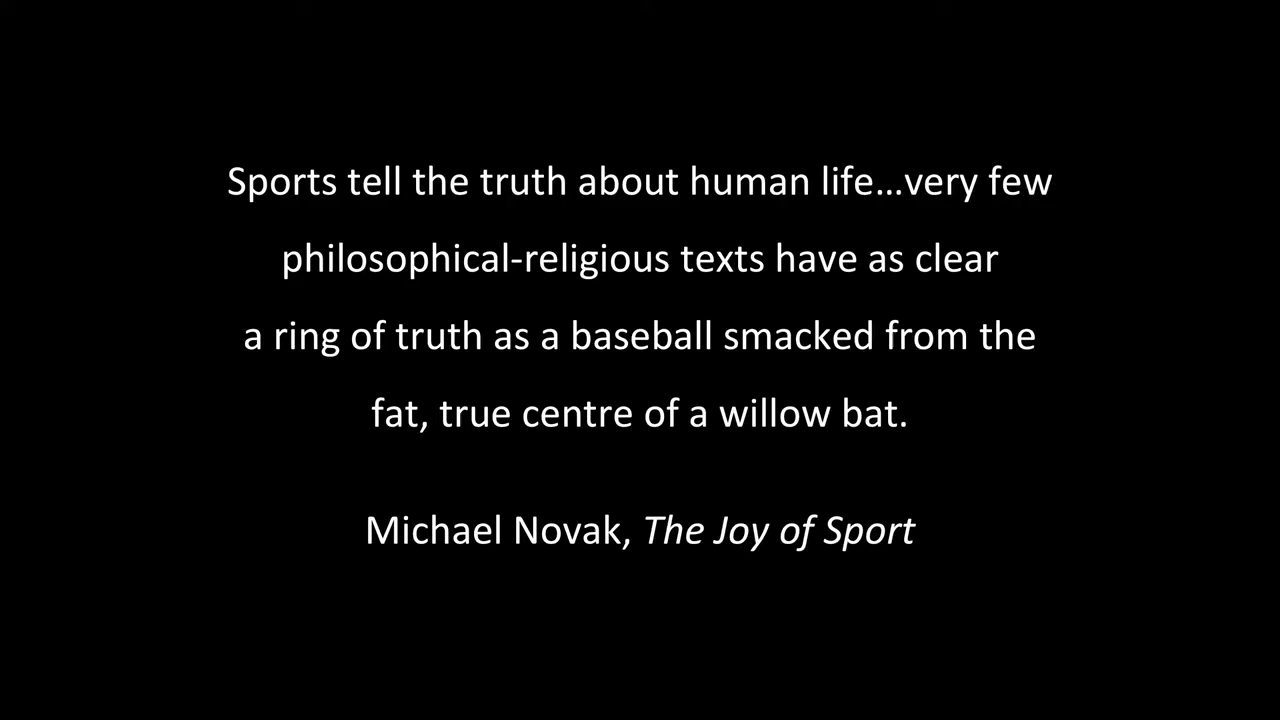 Sports tell the truth about human life…very few
philosophical-religious texts have as clear
a ring of truth as a baseball smacked from the
fat, true centre of a willow bat.
Michael Novak, The Joy of Sport